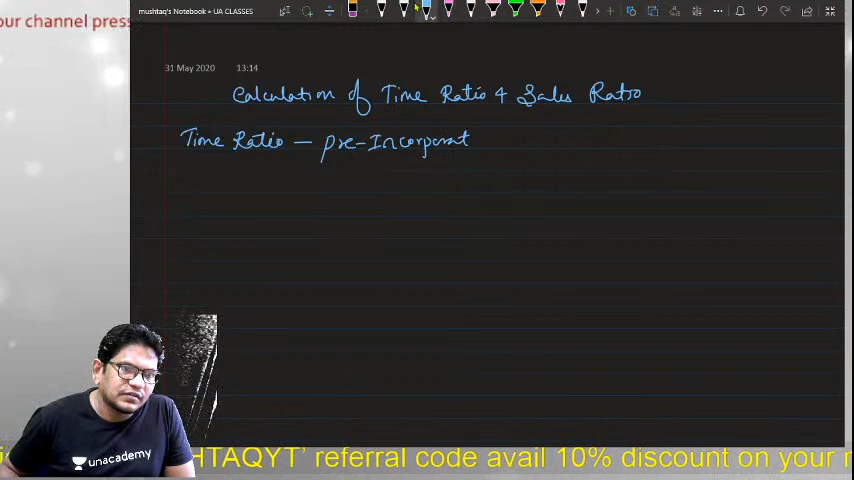 our channel press
mushtaq's Notebook » UA CLASSES
31 May 2020 13:14
Calculation of Time Ratio & Sales Ratio
Time Ratio — pre-Incorporat
unacademy
HTAQYT' referral code avail 10% discount on your